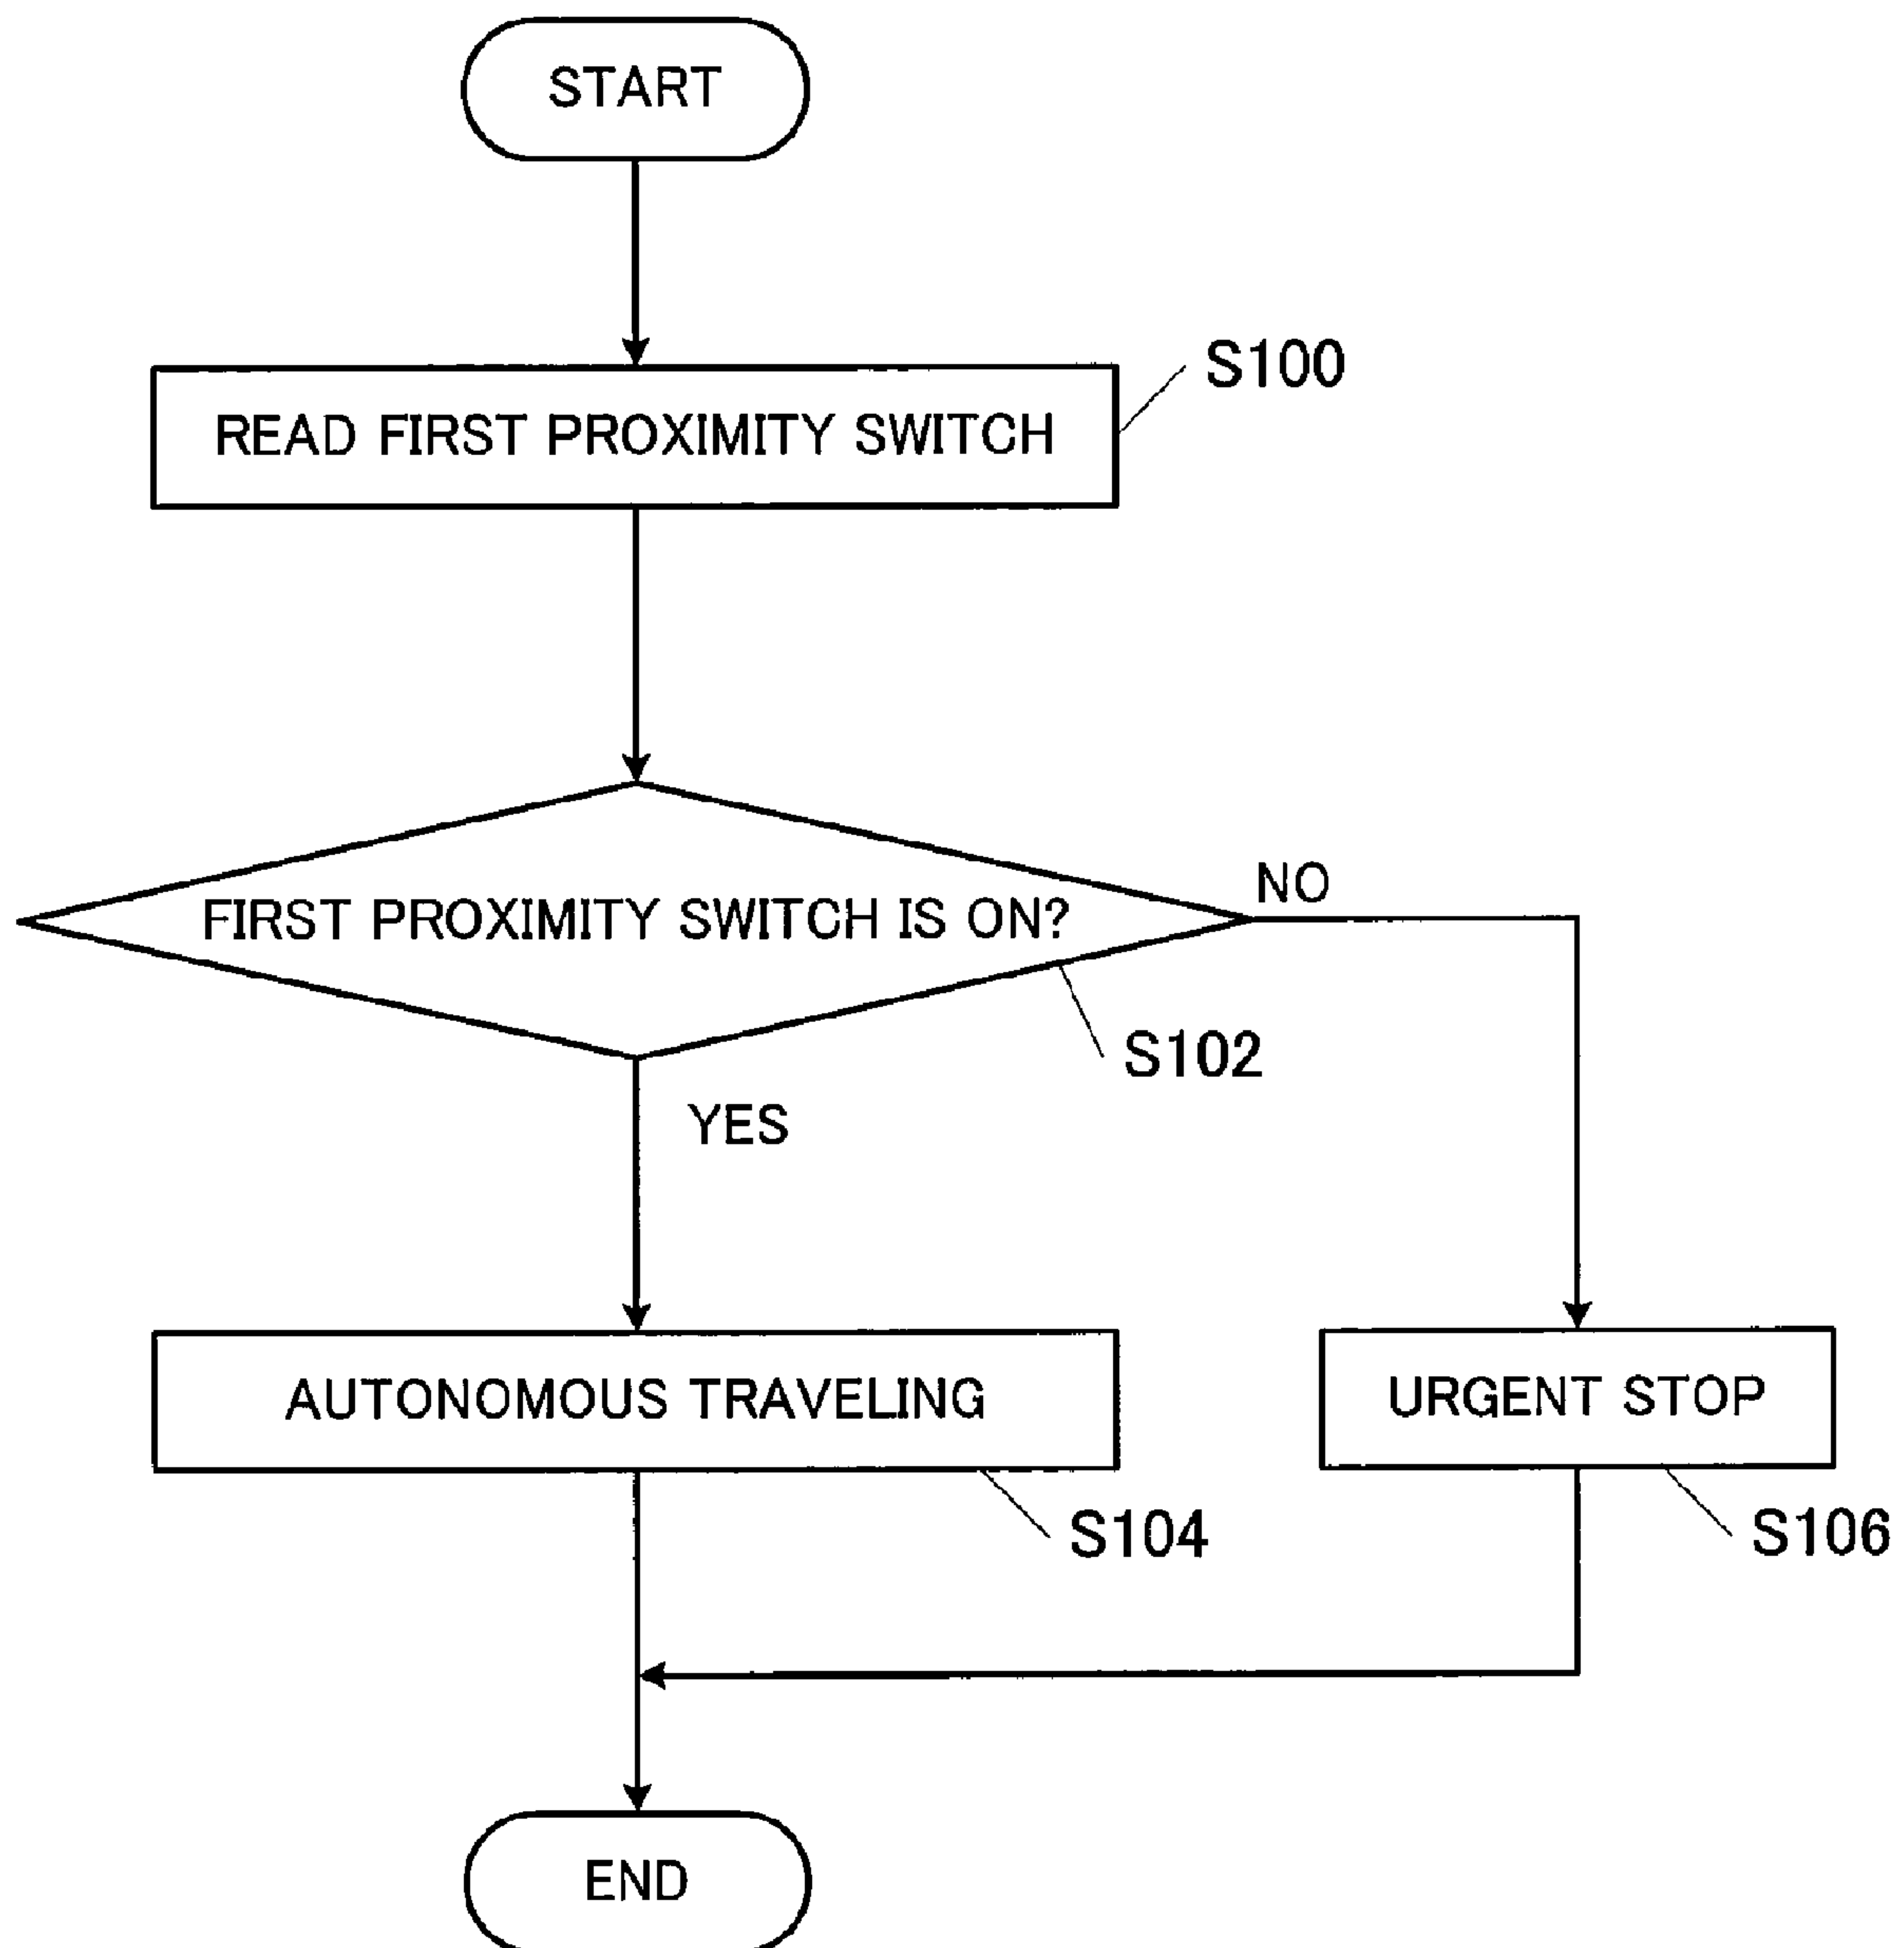 START
S100
READ FIRST PROXIMITY SWITCH
NO
FIRST PROXIMITY SWITCH IS ON?
S102
YES
AUTONOMOUS TRAVELING
URGENT STOP
S104
S106
END